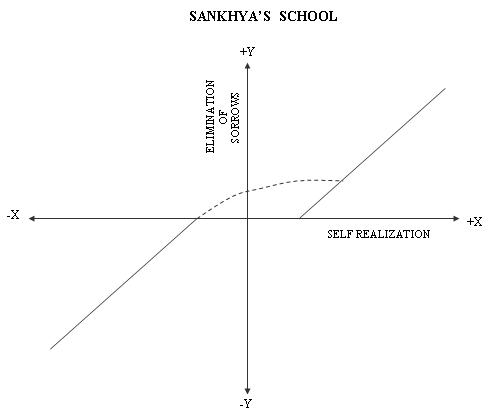 SANKHYA'S SCHOOL
+Y
ELIMINATION
OF
SORROWS
-X
+X
SELF REALIZATION
-Y